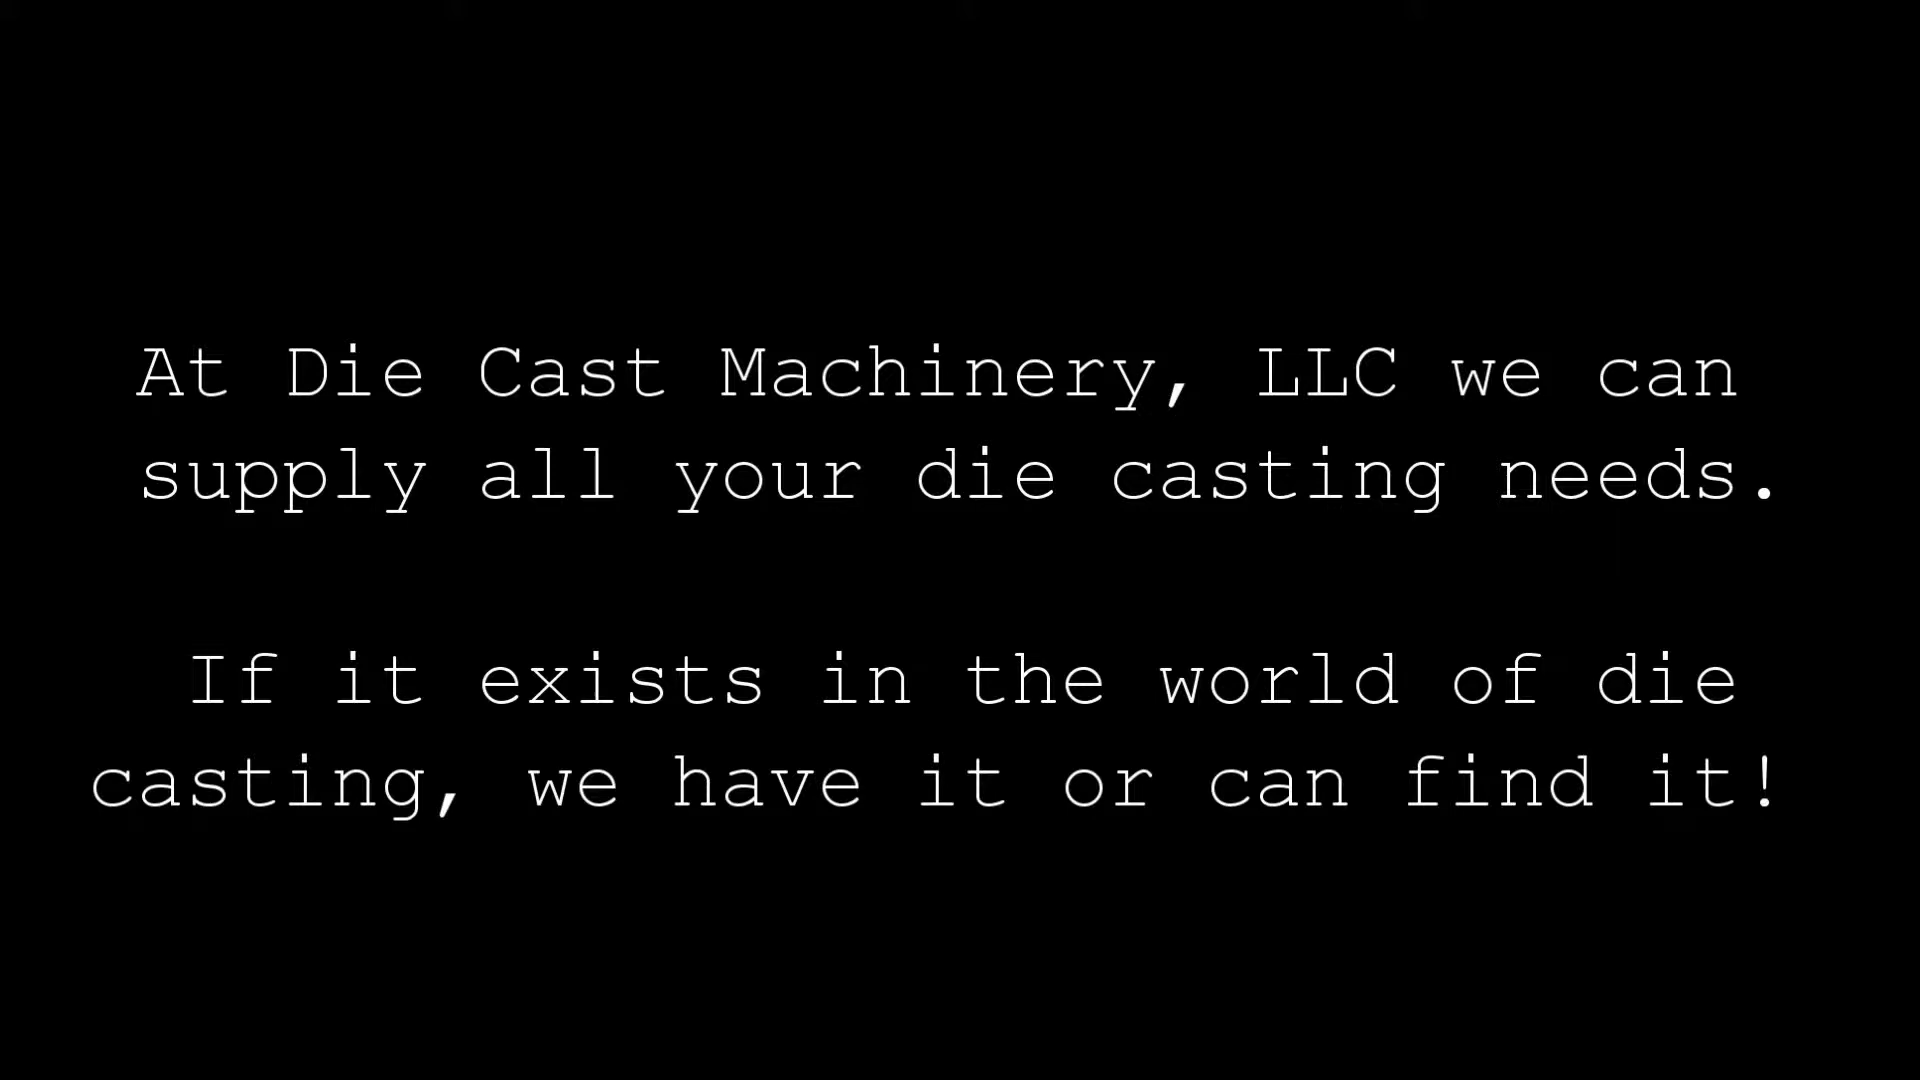 At Die Cast Machinery, LLC we can
supply all your die casting needs.
If it exists in the world of die
casting, we have it or can find it!